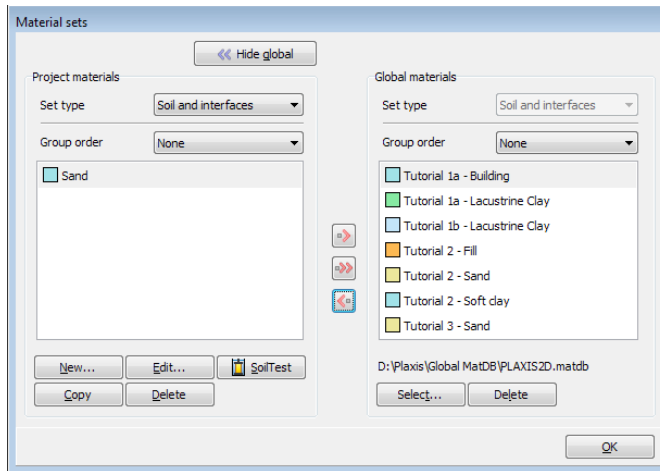 Material sets
Hide global
Project materials
Set type Soil and interfaces
Group order None
Sand
New... Edit... SoilTest
Copy Delete
Global materials
Set type Soil and interfaces
Group order None
Tutorial 1a - Building
Tutorial 1a - Lacustrine Clay
Tutorial 1b - Lacustrine Clay
Tutorial 2 - Fill
Tutorial 2 - Sand
Tutorial 2 - Soft clay
Tutorial 3 - Sand
D:\Plaxis\Global MatDB\PLAXIS2D.matdb
Select... Delete
OK